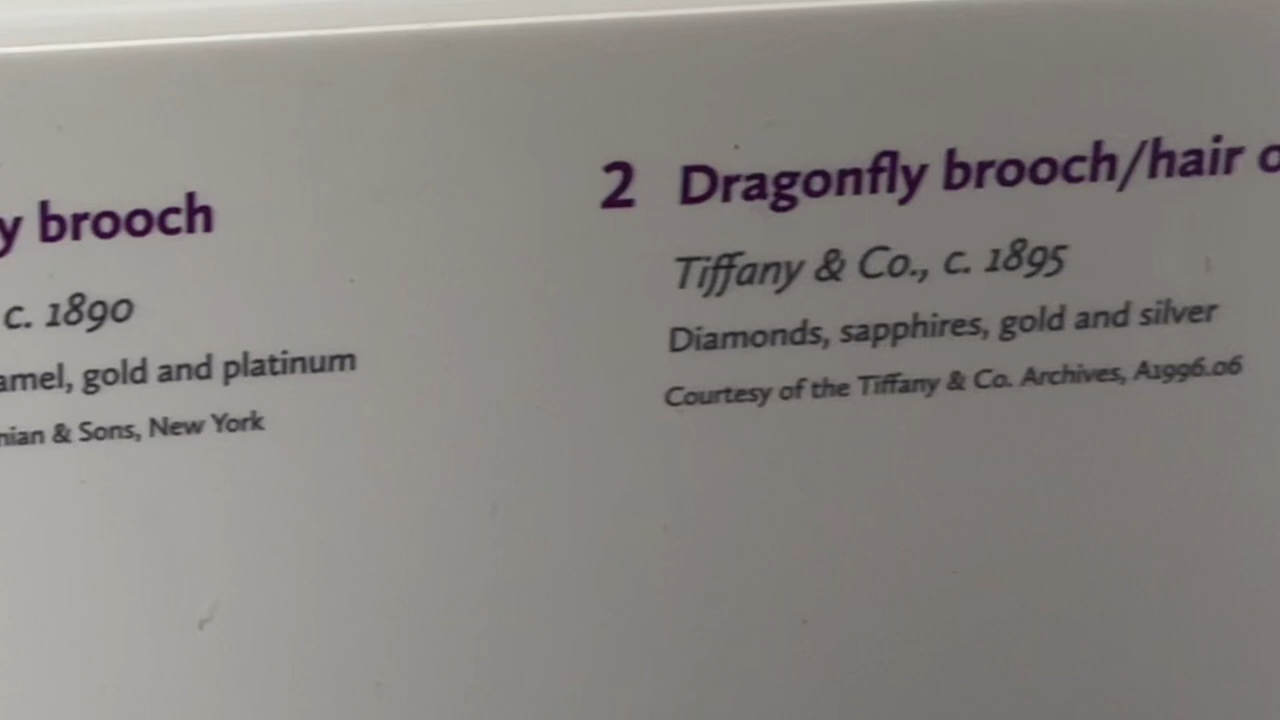 y brooch
c. 1890
amel, gold and platinum
nian & Sons, New York
2 Dragonfly brooch/hair o
Tiffany & Co., c. 1895
Diamonds, sapphires, gold and silver
Courtesy of the Tiffany & Co. Archives, A1996.06